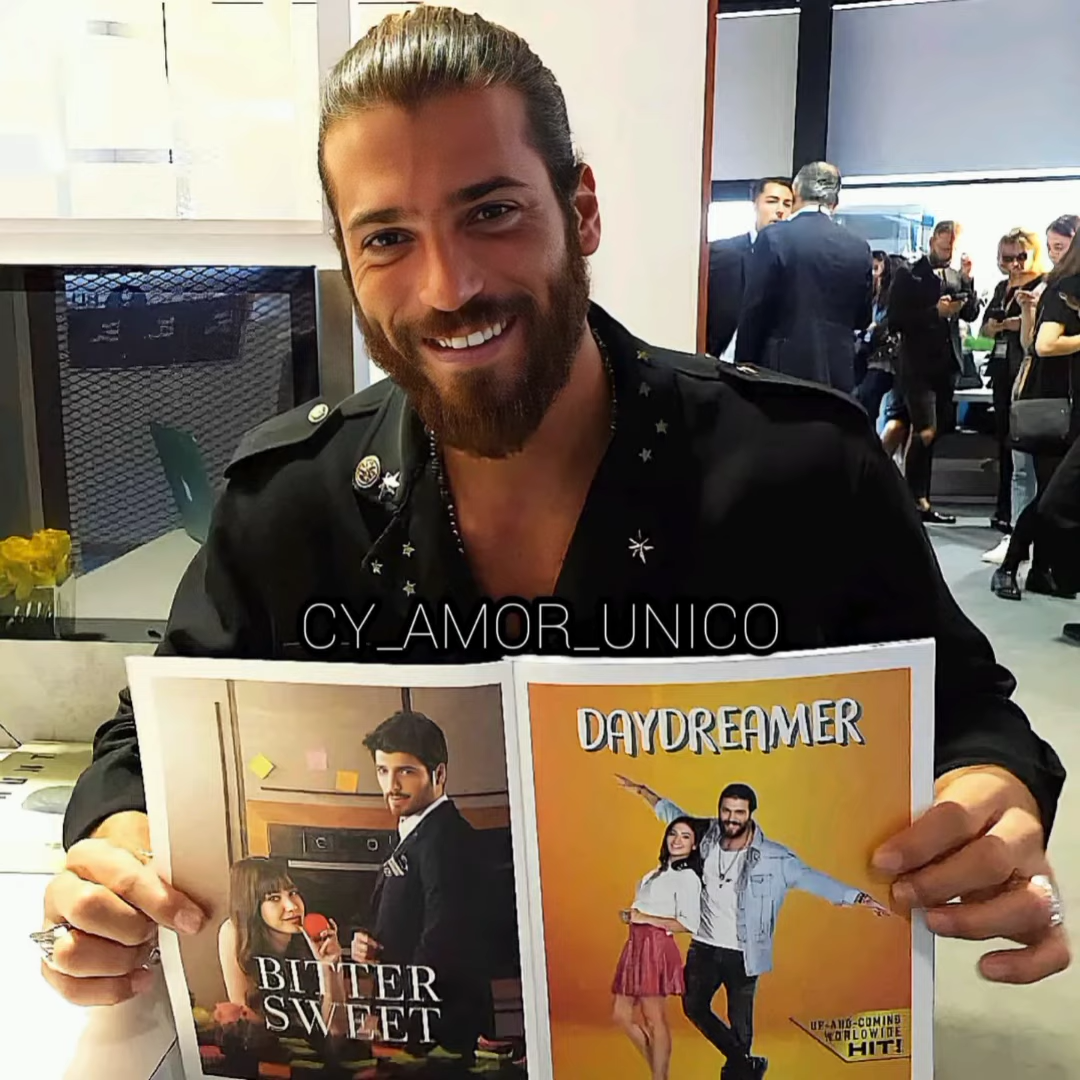 CY_AMOR_UNICO
BITTER
SWEET
DAYDREAMER
UP-AND-COMING
WORLDWIDE
HIT!